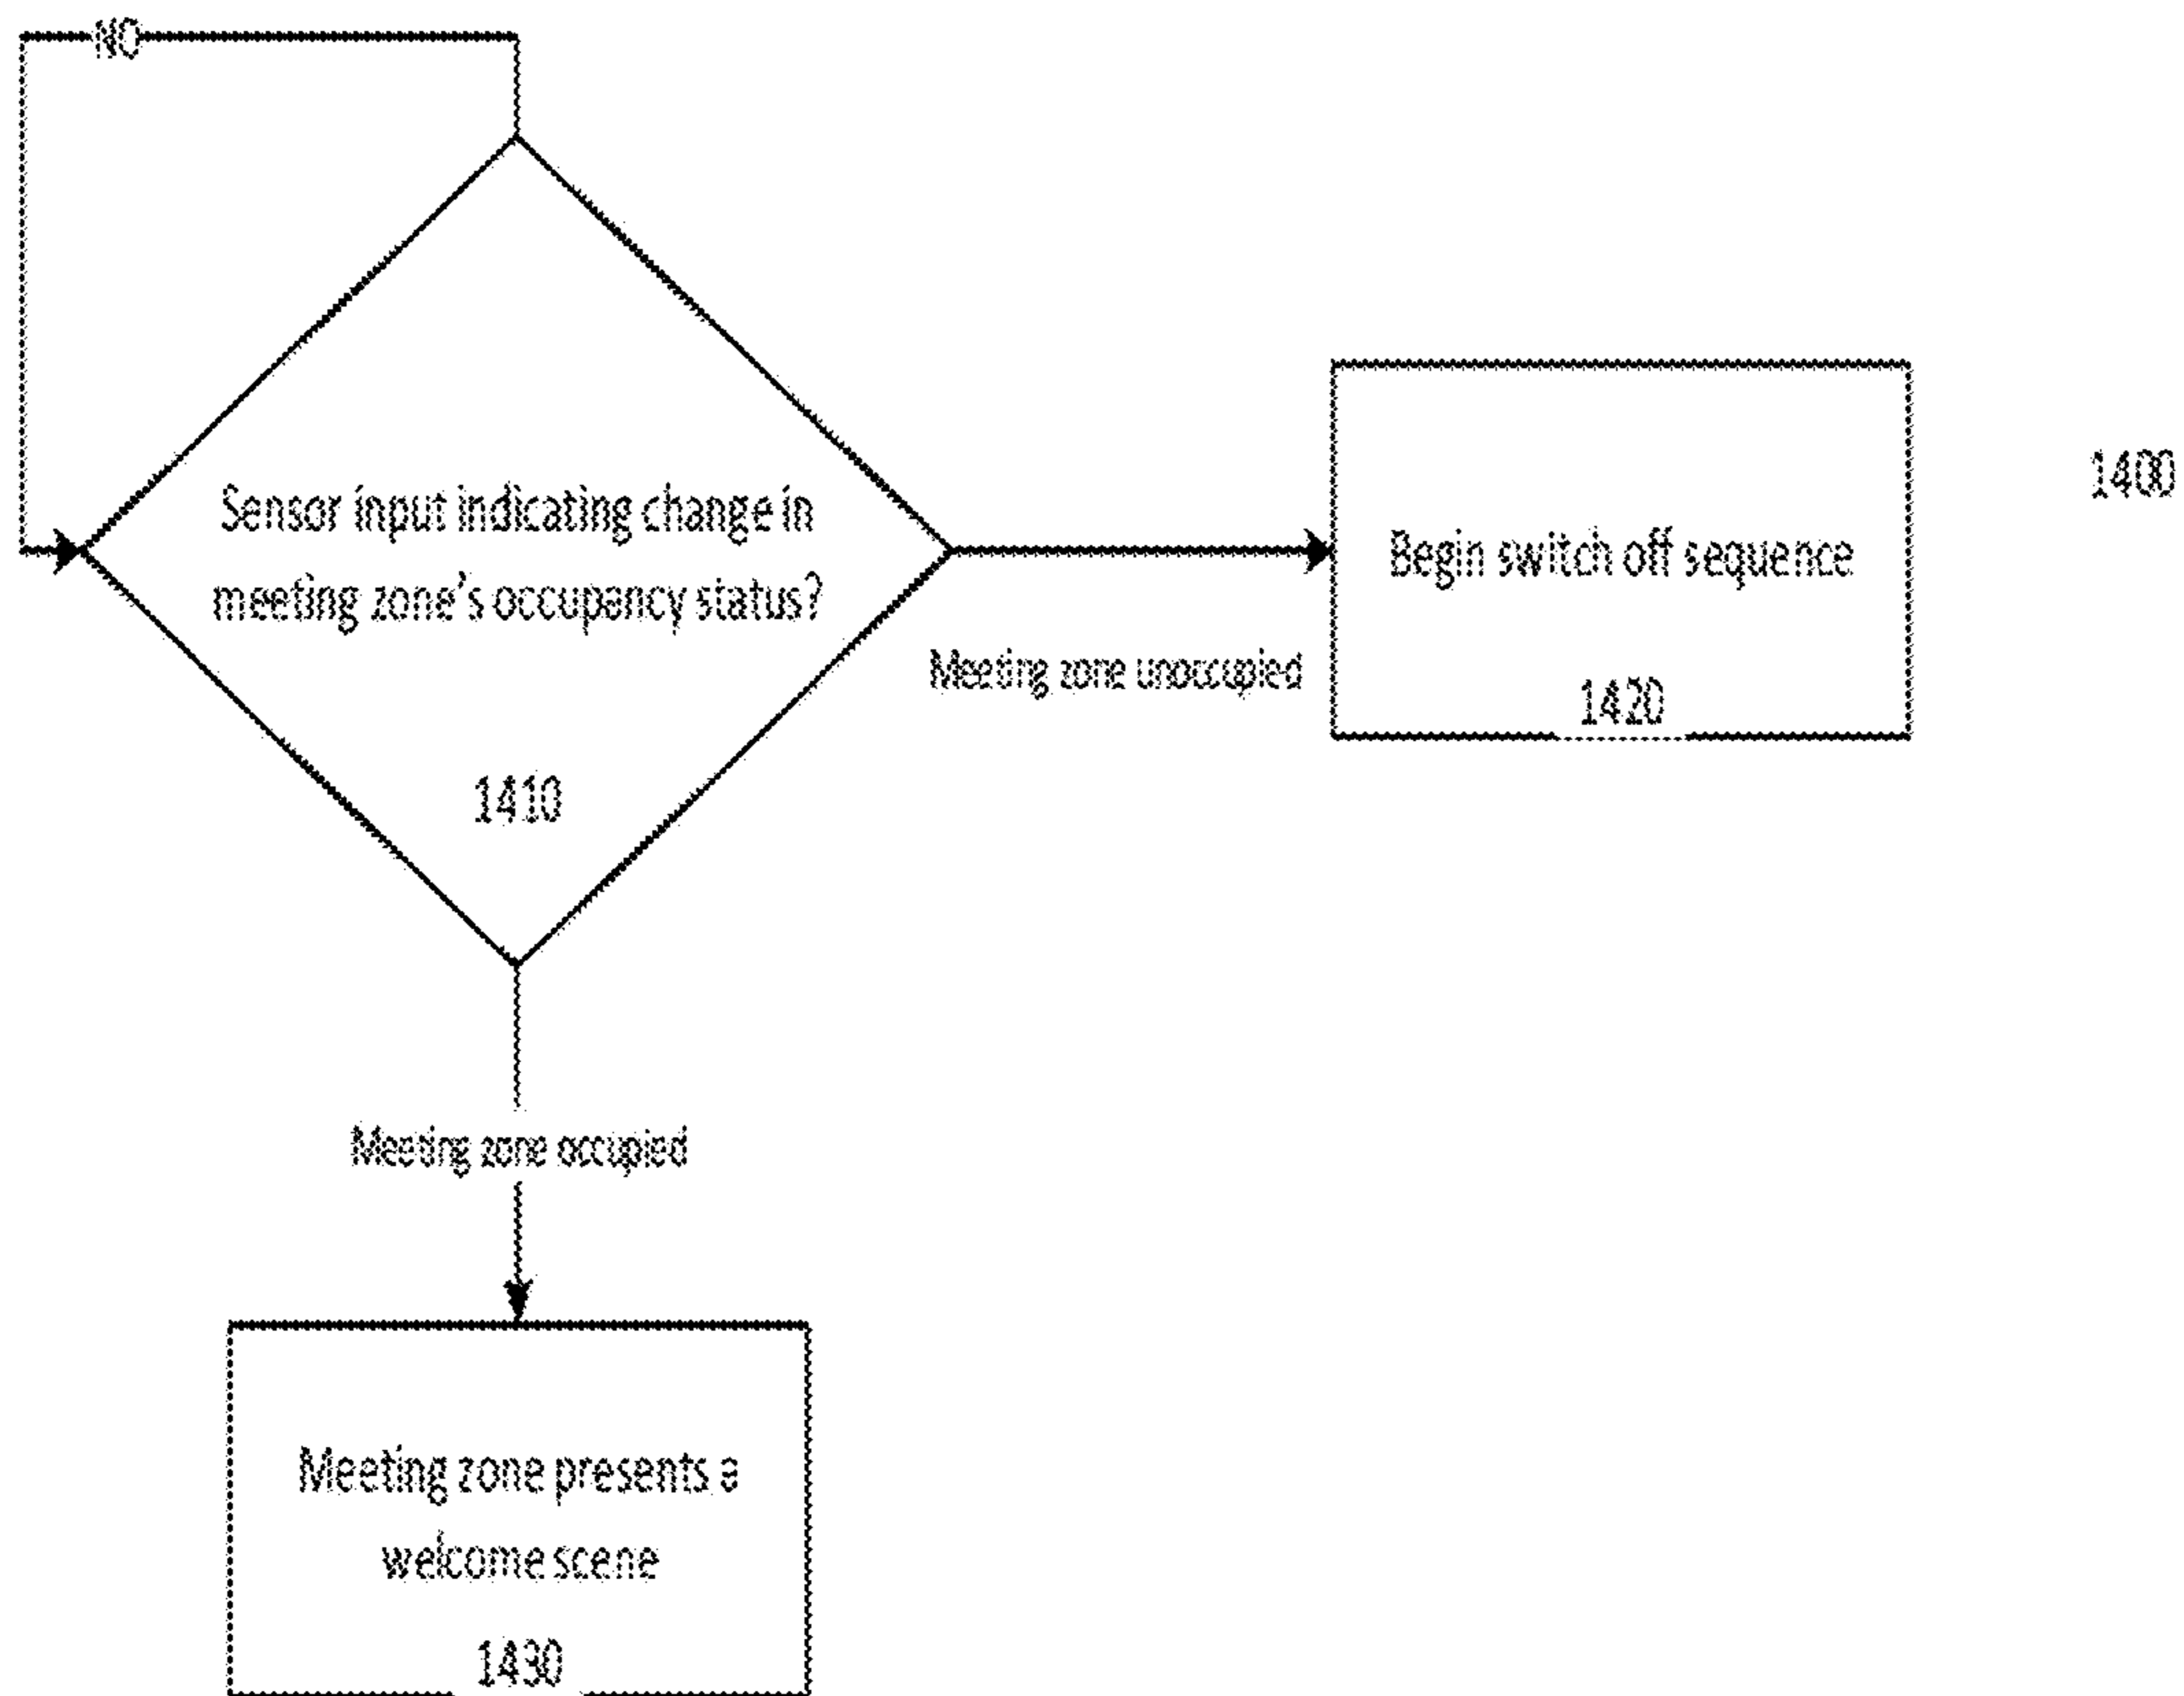 NO
Sensor input indicating change in
meeting zone's occupancy status?
1410
Meeting zone unoccupied
Begin switch off sequence
1420
1400
Meeting zone occupied
Meeting zone presents a
welcome scene
1430